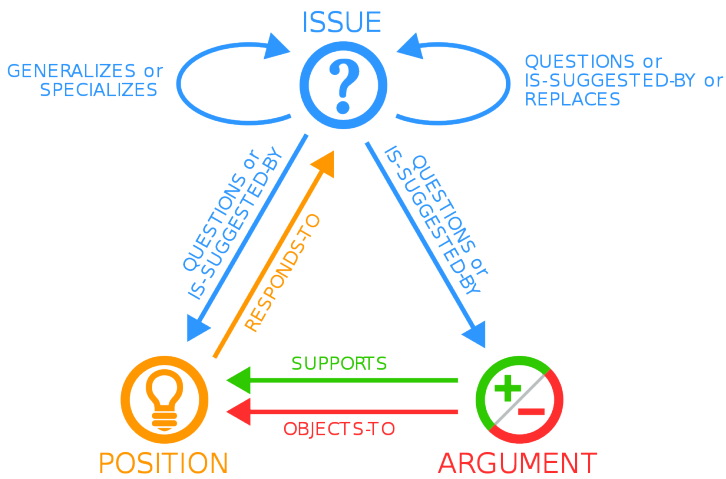 ISSUE
GENERALIZES or
SPECIALIZES
QUESTIONS or
IS-SUGGESTED-BY or
REPLACES
QUESTIONS or
IS-SUGGESTED-BY
RESPONDS-TO
QUESTIONS or
IS-SUGGESTED-BY
SUPPORTS
OBJECTS-TO
POSITION
ARGUMENT